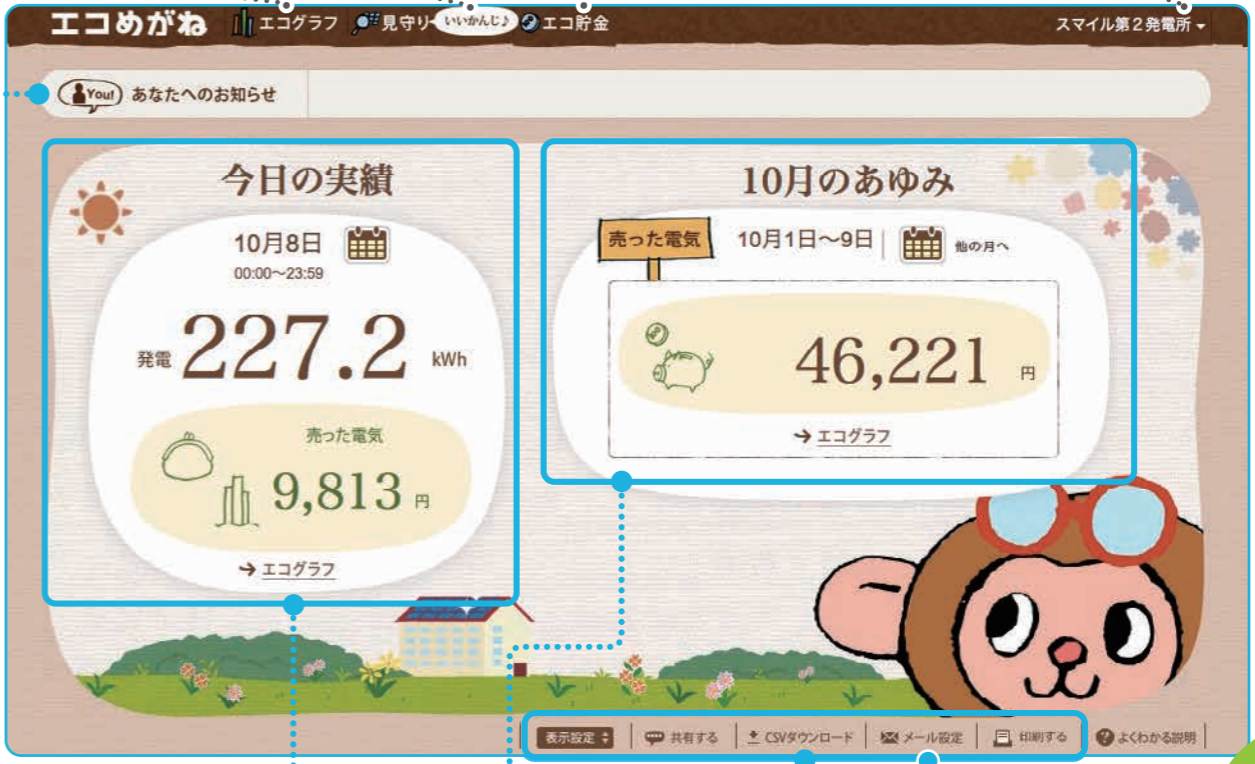 エコめがね エコグラフ 見守り いいかんじ♪ エコ貯金 スマイル第2発電所
You! あなたへのお知らせ
今日の実績
10月8日
00:00〜23:59
発電 227.2 kWh
売った電気
9,813 円
→ エコグラフ
10月のあゆみ
売った電気 10月1日〜9日 他の月へ
46,221 円
→ エコグラフ
表示設定 共有する CSVダウンロード メール設定 印刷する ? よくわかる説明